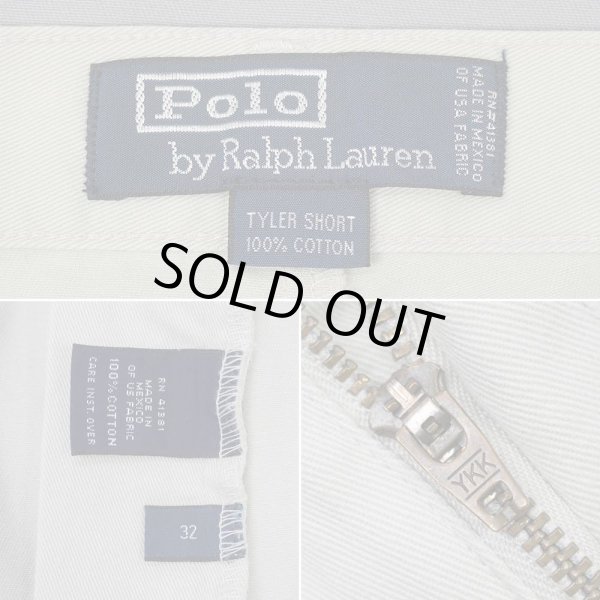 Polo
by Ralph Lauren
RN#41381
MADE IN MEXICO
OF USA FABRIC
TYLER SHORT
100% COTTON
SOLD OUT
RN 41381
MADE IN
MEXICO
OF US FABRIC
100% COTTON
CARE INST. OVER
32
YKK